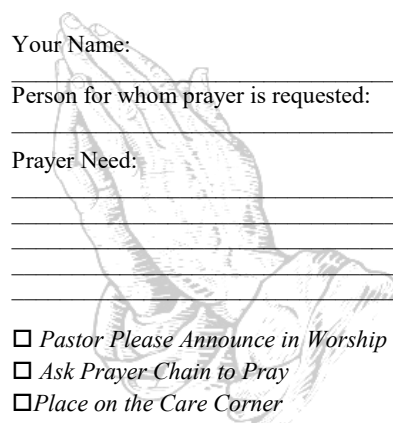 Your Name:
Person for whom prayer is requested:
Prayer Need:
☐ Pastor Please Announce in Worship
☐ Ask Prayer Chain to Pray
☐Place on the Care Corner